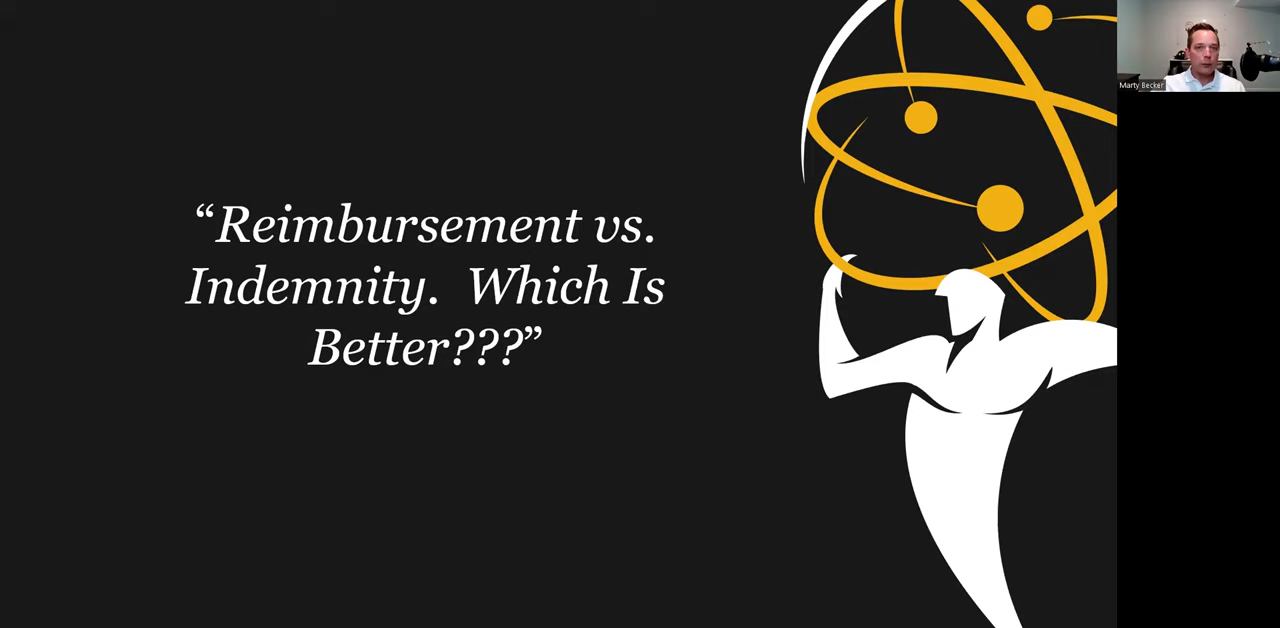 “Reimbursement vs.
Indemnity.  Which Is
Better???”
Marty Becker